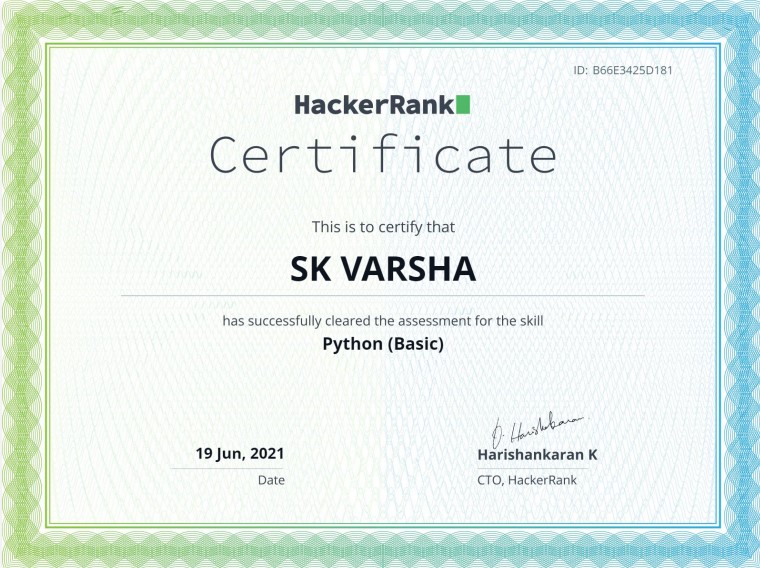 ID: B66E3425D181
HackerRank
Certificate
This is to certify that
SK VARSHA
has successfully cleared the assessment for the skill
Python (Basic)
19 Jun, 2021
Date
Harishankaran K
CTO, HackerRank